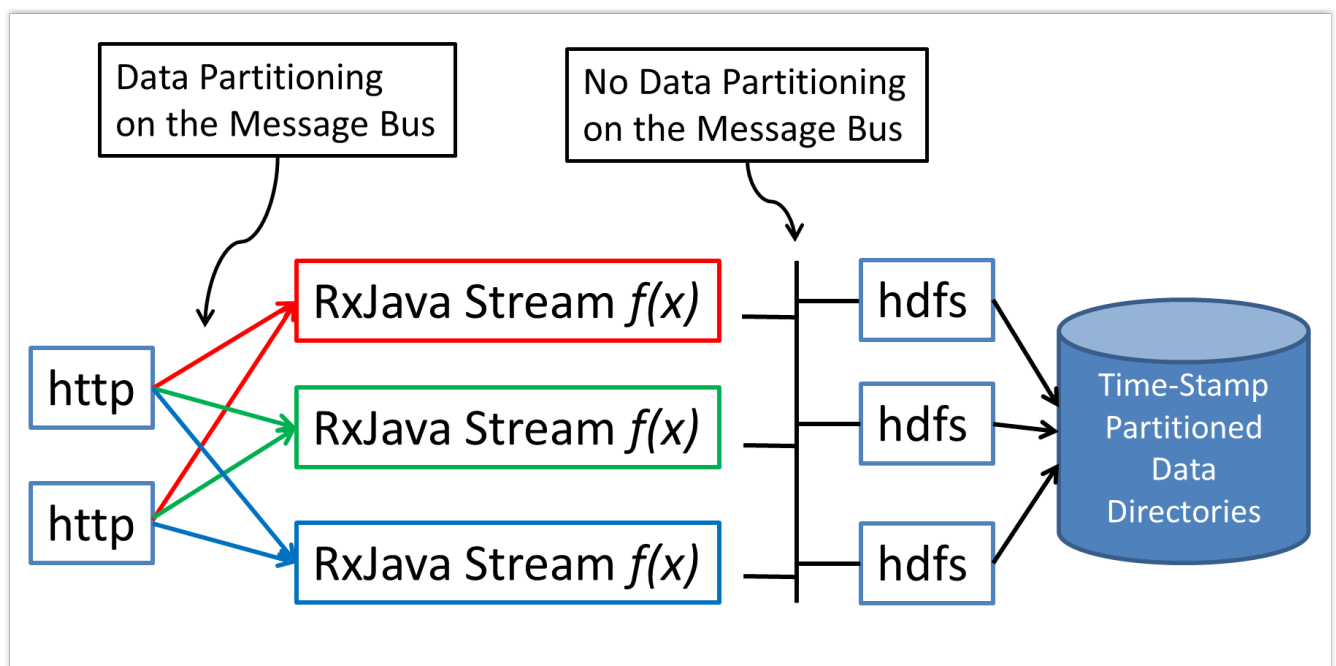 Data Partitioning
on the Message Bus
No Data Partitioning
on the Message Bus
http
http
RxJava Stream f(x)
RxJava Stream f(x)
RxJava Stream f(x)
hdfs
hdfs
hdfs
Time-Stamp
Partitioned
Data
Directories